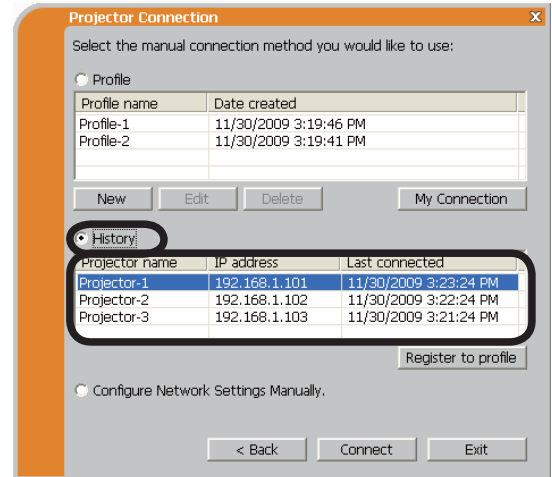 Projector Connection x
Select the manual connection method you would like to use:
Profile
Profile name Date created
Profile-1 11/30/2009 3:19:46 PM
Profile-2 11/30/2009 3:19:41 PM
New Edit Delete My Connection
History
Projector name IP address Last connected
Projector-1 192.168.1.101 11/30/2009 3:23:24 PM
Projector-2 192.168.1.102 11/30/2009 3:22:24 PM
Projector-3 192.168.1.103 11/30/2009 3:21:24 PM
Register to profile
Configure Network Settings Manually.
< Back Connect Exit